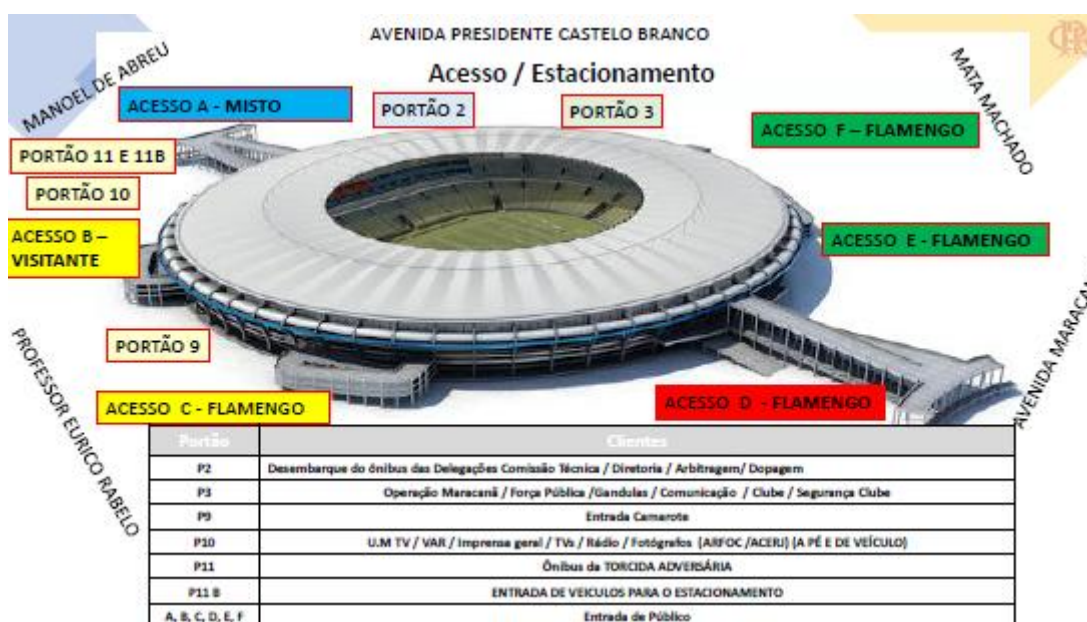 AVENIDA PRESIDENTE CASTELO BRANCO
Acesso / Estacionamento
MANOEL DE ABREU
MATA MACHADO
ACESSO A - MISTO
PORTÃO 2
PORTÃO 3
ACESSO F – FLAMENGO
PORTÃO 11 E 11B
PORTÃO 10
ACESSO B –
VISITANTE
ACESSO E - FLAMENGO
PORTÃO 9
PROFESSOR EURICO RABELO
AVENIDA MARACAN
ACESSO C - FLAMENGO
ACESSO D - FLAMENGO
Portão Clientes
P2 Desembarque do ônibus das Delegações Comissão Técnica / Diretoria / Arbitragem/ Dopagem
P3 Operação Maracanã / Força Pública /Gandulas / Comunicação / Clube / Segurança Clube
P9 Entrada Camarote
P10 U.M TV / VAR / Imprensa geral / TVs / Rádio / Fotógrafos (ARFOC /ACERJ) (A PÉ E DE VEÍCULO)
P11 Ônibus da TORCIDA ADVERSÁRIA
P11 B ENTRADA DE VEICULOS PARA O ESTACIONAMENTO
A, B, C, D, E, F Entrada de Público